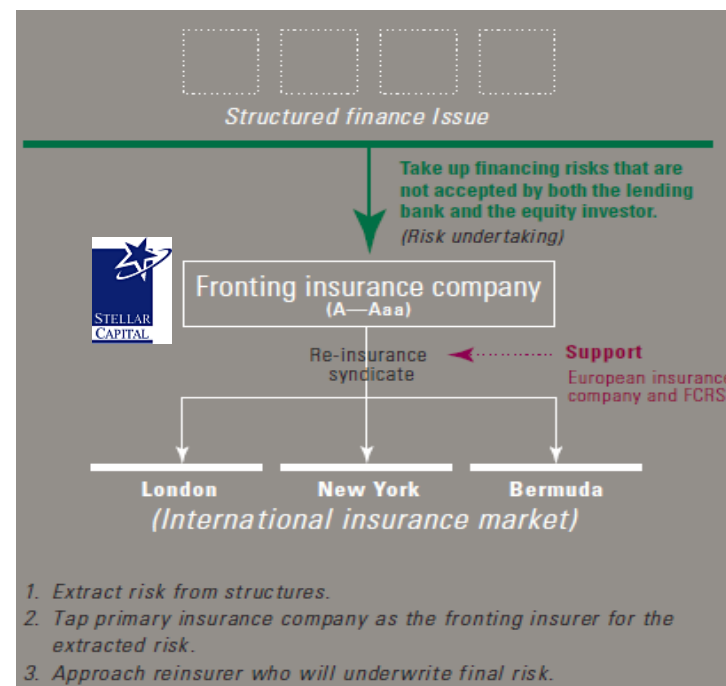 Structured finance Issue
Take up financing risks that are
not accepted by both the lending
bank and the equity investor.
(Risk undertaking)
STELLAR
CAPITAL
Fronting insurance company
(A—Aaa)
Re-insurance
syndicate
Support
European insurance
company and FCRS
London New York Bermuda
(International insurance market)
1. Extract risk from structures.
2. Tap primary insurance company as the fronting insurer for the
extracted risk.
3. Approach reinsurer who will underwrite final risk.